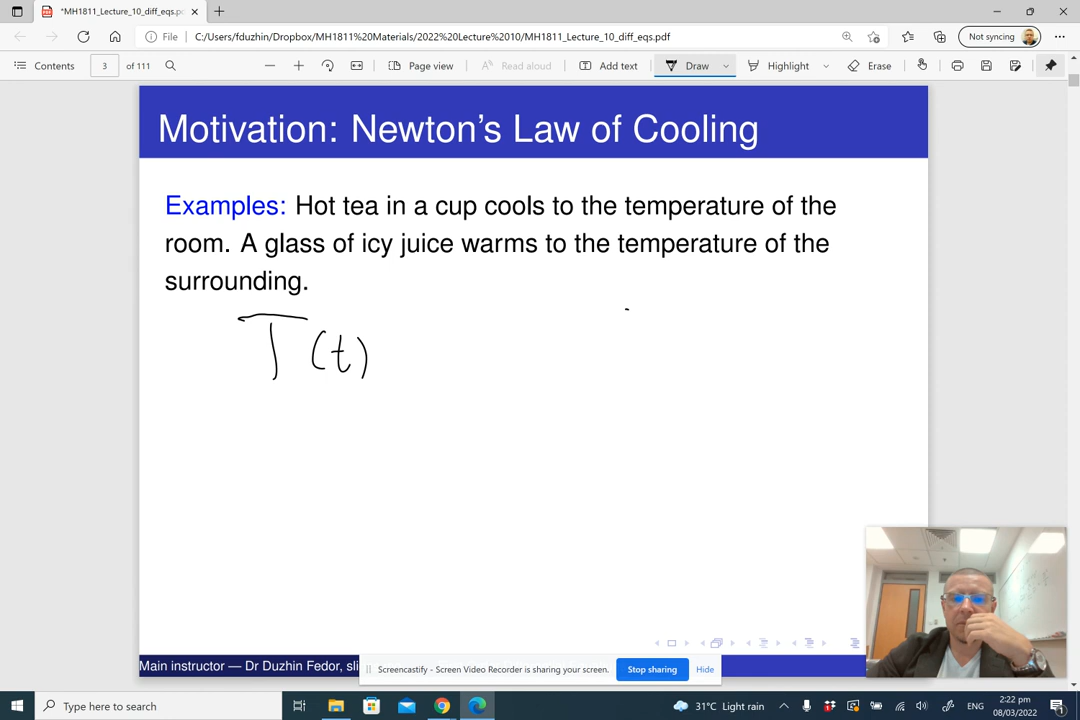 *MH1811_Lecture_10_diff_eqs.p
File C:/Users/fduzhin/Dropbox/MH1811%20Materials/2022%20Lecture%2010/MH1811_Lecture_10_diff_eqs.pdf Not syncing
Contents 3 of 111 Page view Read aloud Add text Draw Highlight Erase
Motivation: Newton's Law of Cooling
Examples: Hot tea in a cup cools to the temperature of the
room. A glass of icy juice warms to the temperature of the
surrounding.
T(t)
Main instructor — Dr Duzhin Fedor, sli
Screencastify - Screen Video Recorder is sharing your screen. Stop sharing Hide
Type here to search 31°C Light rain ENG 2:22 pm
08/03/2022